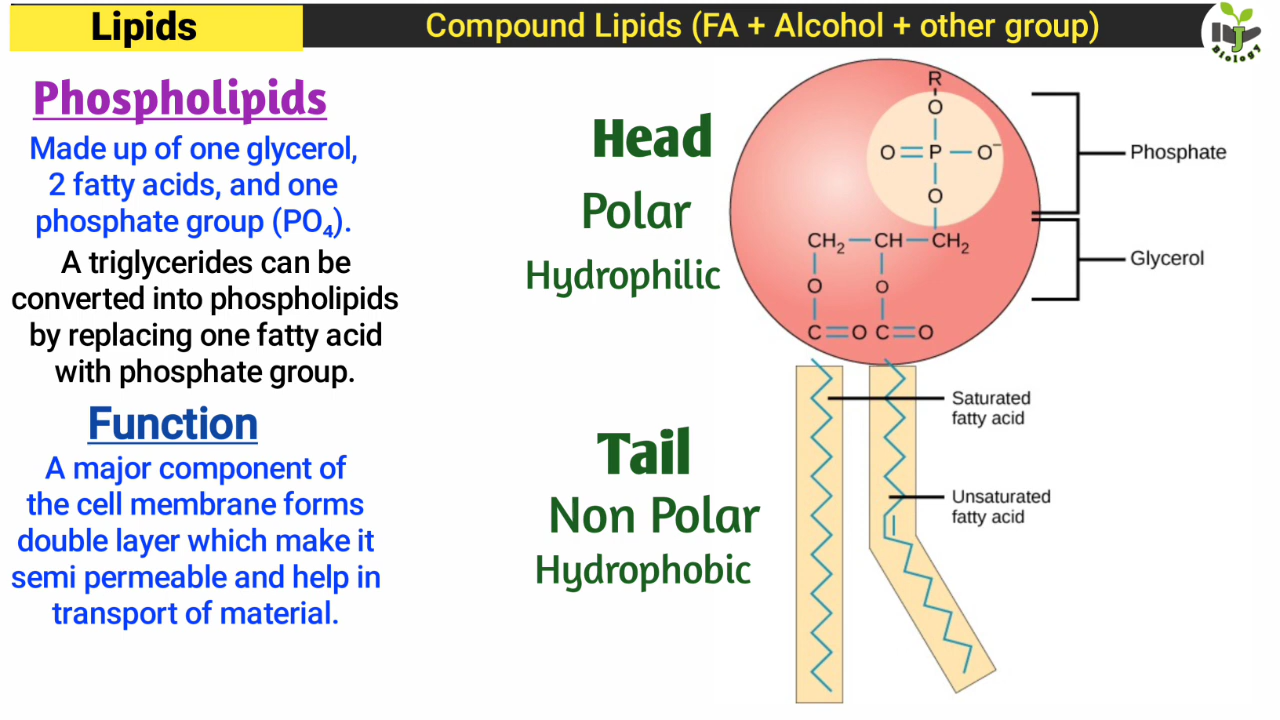 Lipids
Compound Lipids (FA + Alcohol + other group)
Biology
Phospholipids
Made up of one glycerol,
2 fatty acids, and one
phosphate group (PO₄).
A triglycerides can be
converted into phospholipids
by replacing one fatty acid
with phosphate group.
Function
A major component of
the cell membrane forms
double layer which make it
semi permeable and help in
transport of material.
Head
Polar
Hydrophilic
Tail
Non Polar
Hydrophobic
R
O
O = P — O⁻
O
CH₂ — CH — CH₂
O O
C=O C=O
Phosphate
Glycerol
Saturated
fatty acid
Unsaturated
fatty acid